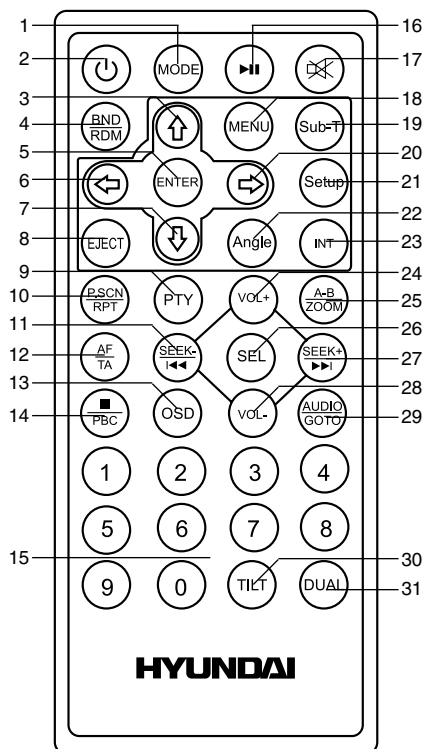 1 16
2 MODE 17
3 18
4 BND MENU Sub-T 19
RDM
5 20
6 ENTER Setup 21
7 22
8 EJECT Angle INT 23
9 24
10 P.SCN PTY VOL+ A-B 25
RPT ZOOM
11 26
SEEK- SEL SEEK+ 27
12 AF
TA
13 28
14 PBC OSD VOL- AUDIO 29
GOTO
1 2 3 4
5 6 7 8
15 30
9 0 TILT DUAL 31
HYUNDAI